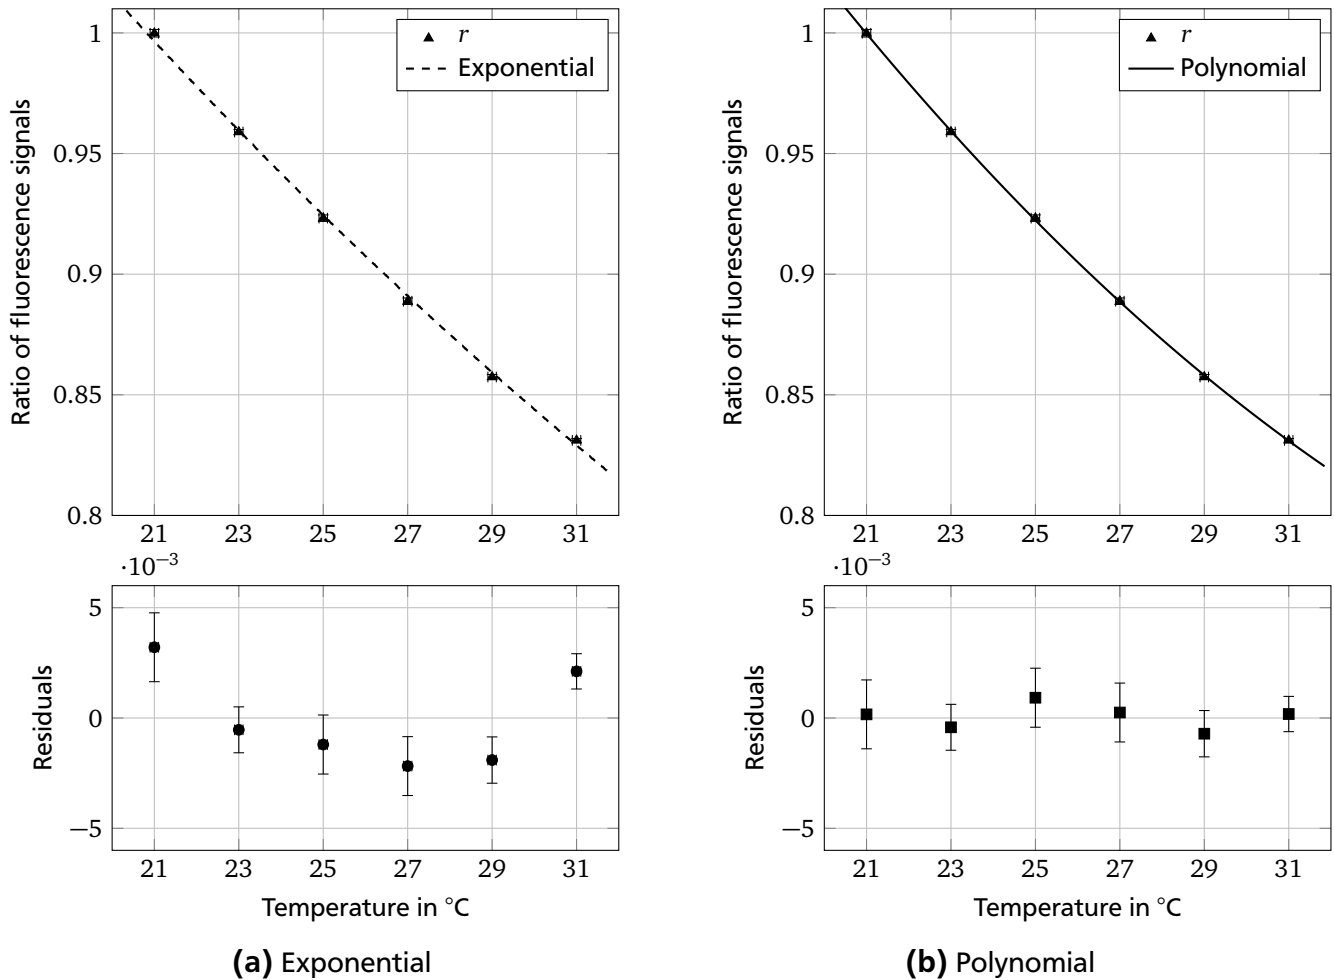 Ratio of fluorescence signals
1
0.95
0.9
0.85
0.8
r
Exponential
21 23 25 27 29 31
·10⁻³
Residuals
5
0
−5
21 23 25 27 29 31
Temperature in °C
(a) Exponential
Ratio of fluorescence signals
1
0.95
0.9
0.85
0.8
r
Polynomial
21 23 25 27 29 31
·10⁻³
Residuals
5
0
−5
21 23 25 27 29 31
Temperature in °C
(b) Polynomial